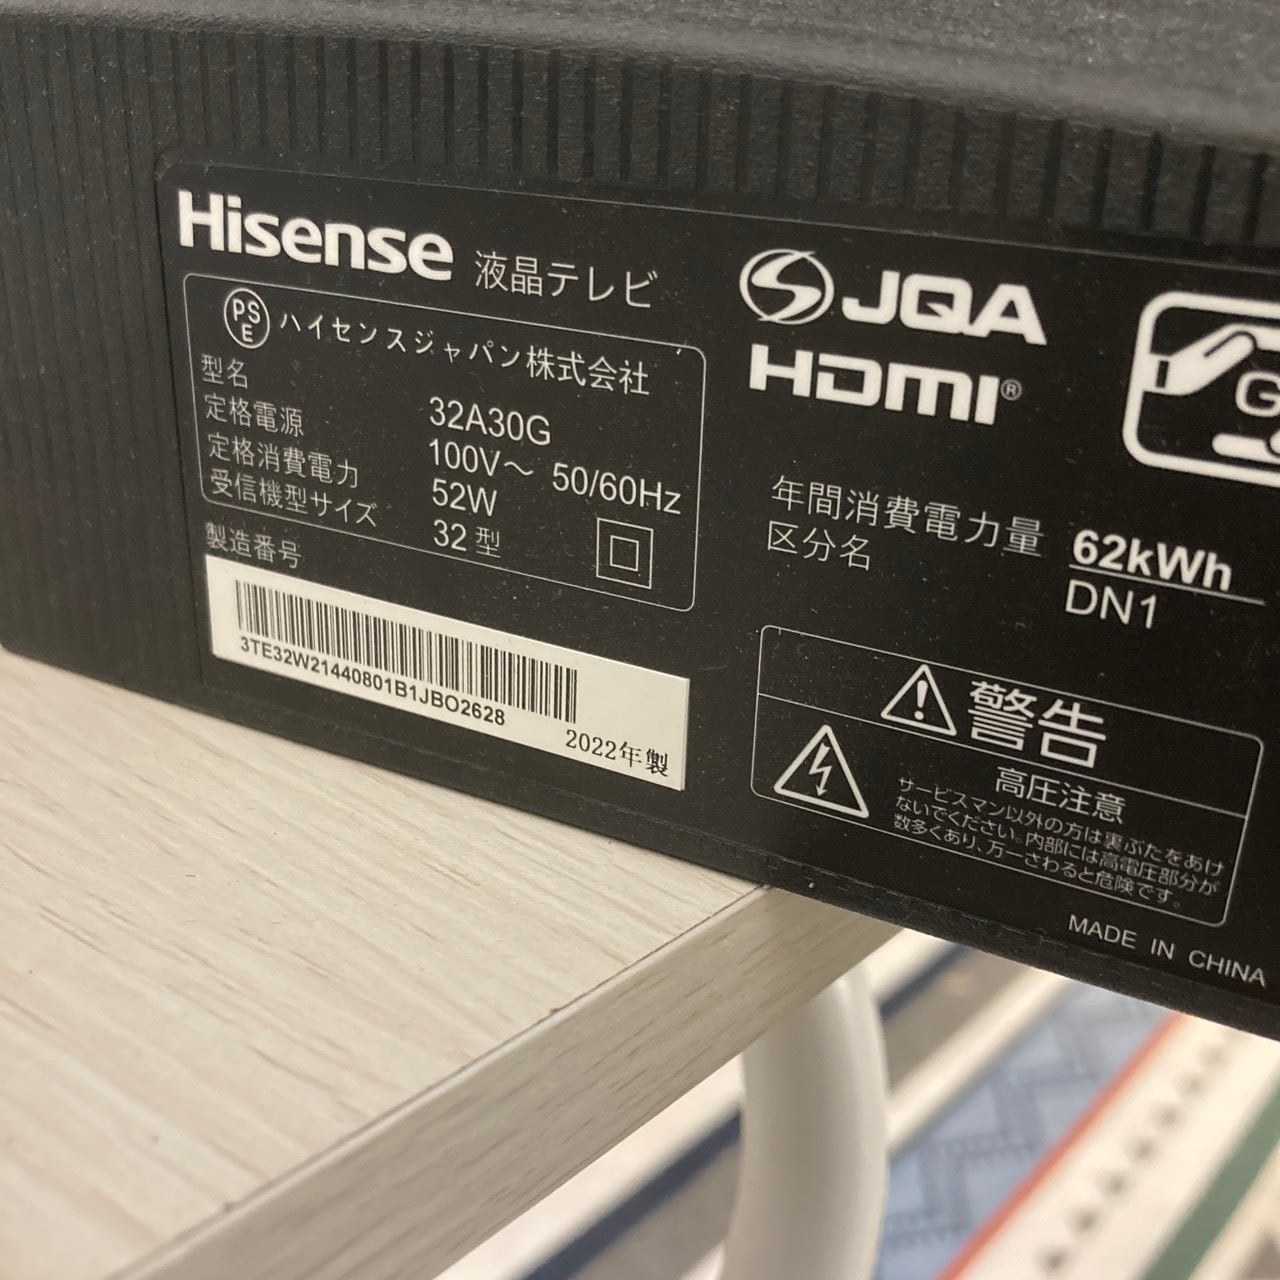 Hisense 液晶テレビ
PSE ハイセンスジャパン株式会社
型名 32A30G
定格電源 100V～ 50/60Hz
定格消費電力 52W
受信機型サイズ 32型
製造番号
3TE32W21440801B1JBO2628
2022年製
S JQA
HDMI®
G
年間消費電力量 62kWh
区分名 DN1
警告
高圧注意
サービスマン以外の方は裏ぶたをあけ
ないでください。内部には高電圧部分が
数多くあり、万一さわると危険です。
MADE IN CHINA